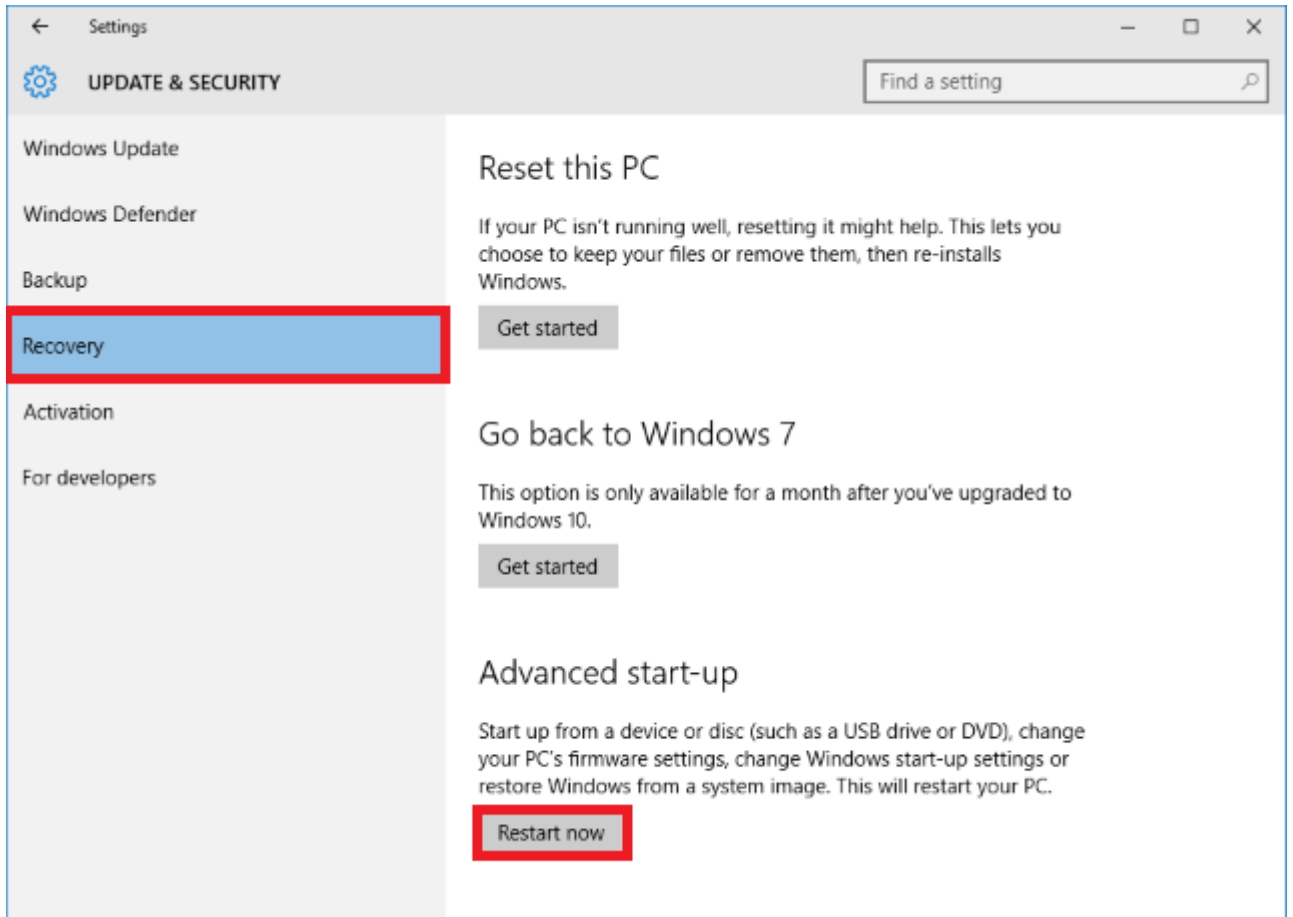 Settings
UPDATE & SECURITY
Find a setting
Windows Update
Windows Defender
Backup
Recovery
Activation
For developers
Reset this PC
If your PC isn't running well, resetting it might help. This lets you
choose to keep your files or remove them, then re-installs
Windows.
Get started
Go back to Windows 7
This option is only available for a month after you've upgraded to
Windows 10.
Get started
Advanced start-up
Start up from a device or disc (such as a USB drive or DVD), change
your PC's firmware settings, change Windows start-up settings or
restore Windows from a system image. This will restart your PC.
Restart now